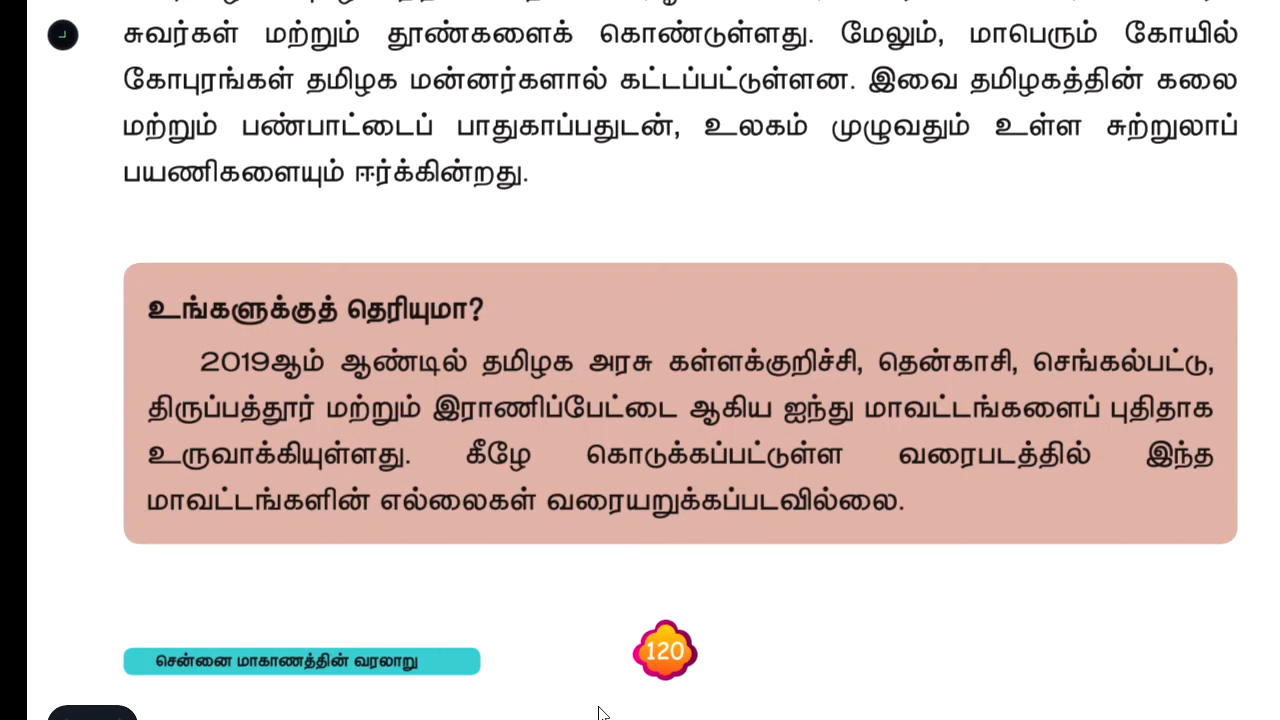 சுவர்கள் மற்றும் தூண்களைக் கொண்டுள்ளது. மேலும், மாபெரும் கோயில்
கோபுரங்கள் தமிழக மன்னர்களால் கட்டப்பட்டுள்ளன. இவை தமிழகத்தின் கலை
மற்றும் பண்பாட்டைப் பாதுகாப்பதுடன், உலகம் முழுவதும் உள்ள சுற்றுலாப்
பயணிகளையும் ஈர்க்கின்றது.
உங்களுக்குத் தெரியுமா?
2019ஆம் ஆண்டில் தமிழக அரசு கள்ளக்குறிச்சி, தென்காசி, செங்கல்பட்டு,
திருப்பத்தூர் மற்றும் இராணிப்பேட்டை ஆகிய ஐந்து மாவட்டங்களைப் புதிதாக
உருவாக்கியுள்ளது. கீழே கொடுக்கப்பட்டுள்ள வரைபடத்தில் இந்த
மாவட்டங்களின் எல்லைகள் வரையறுக்கப்படவில்லை.
சென்னை மாகாணத்தின் வரலாறு
120